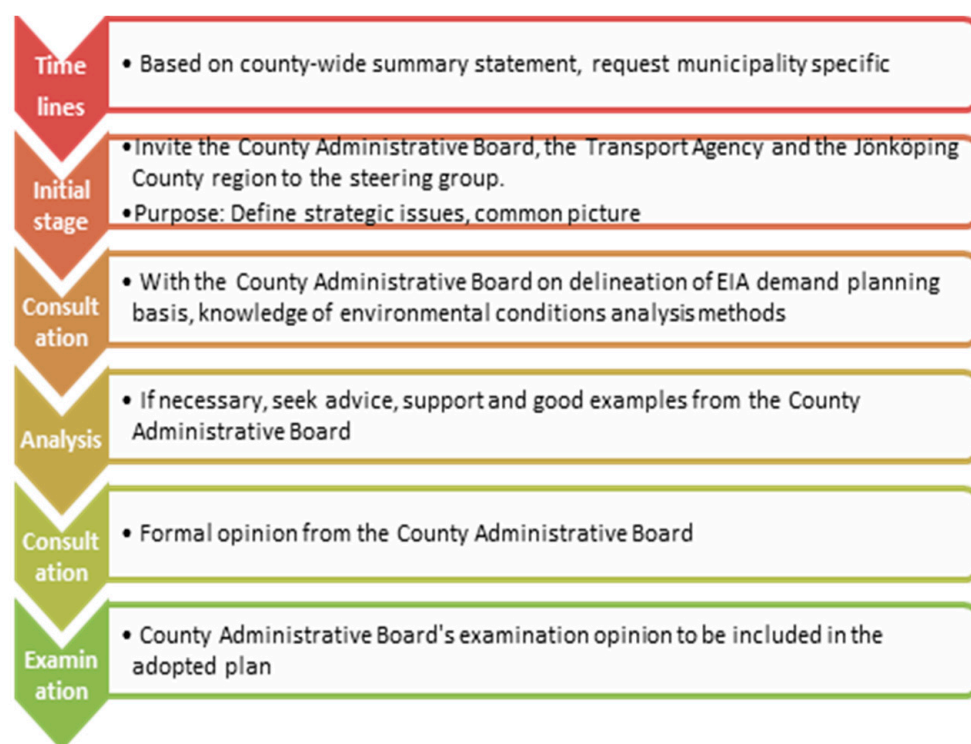 Time
lines
• Based on county-wide summary statement, request municipality specific
Initial
stage
•Invite the County Administrative Board, the Transport Agency and the Jönköping
County region to the steering group.
•Purpose: Define strategic issues, common picture
Consult
ation
• With the County Administrative Board on delineation of EIA demand planning
basis, knowledge of environmental conditions analysis methods
Analysis
• If necessary, seek advice, support and good examples from the County
Administrative Board
Consult
ation
• Formal opinion from the County Administrative Board
Examin
ation
• County Administrative Board's examination opinion to be included in the
adopted plan